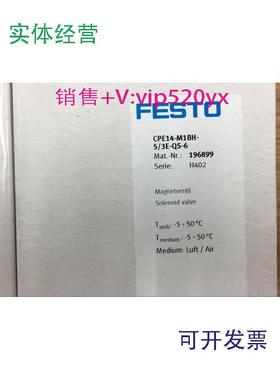 实体经营
销售+V:vip520yx
FESTO
CPE14-M1BH-
5/3E-QS-6
Mat.-Nr.: 196899
Serie: H402
Magnetventil
Solenoid valve
Tamb: -5 - 50°C
Tmedium: -5 - 50°C
Medium: Luft / Air
可开发票